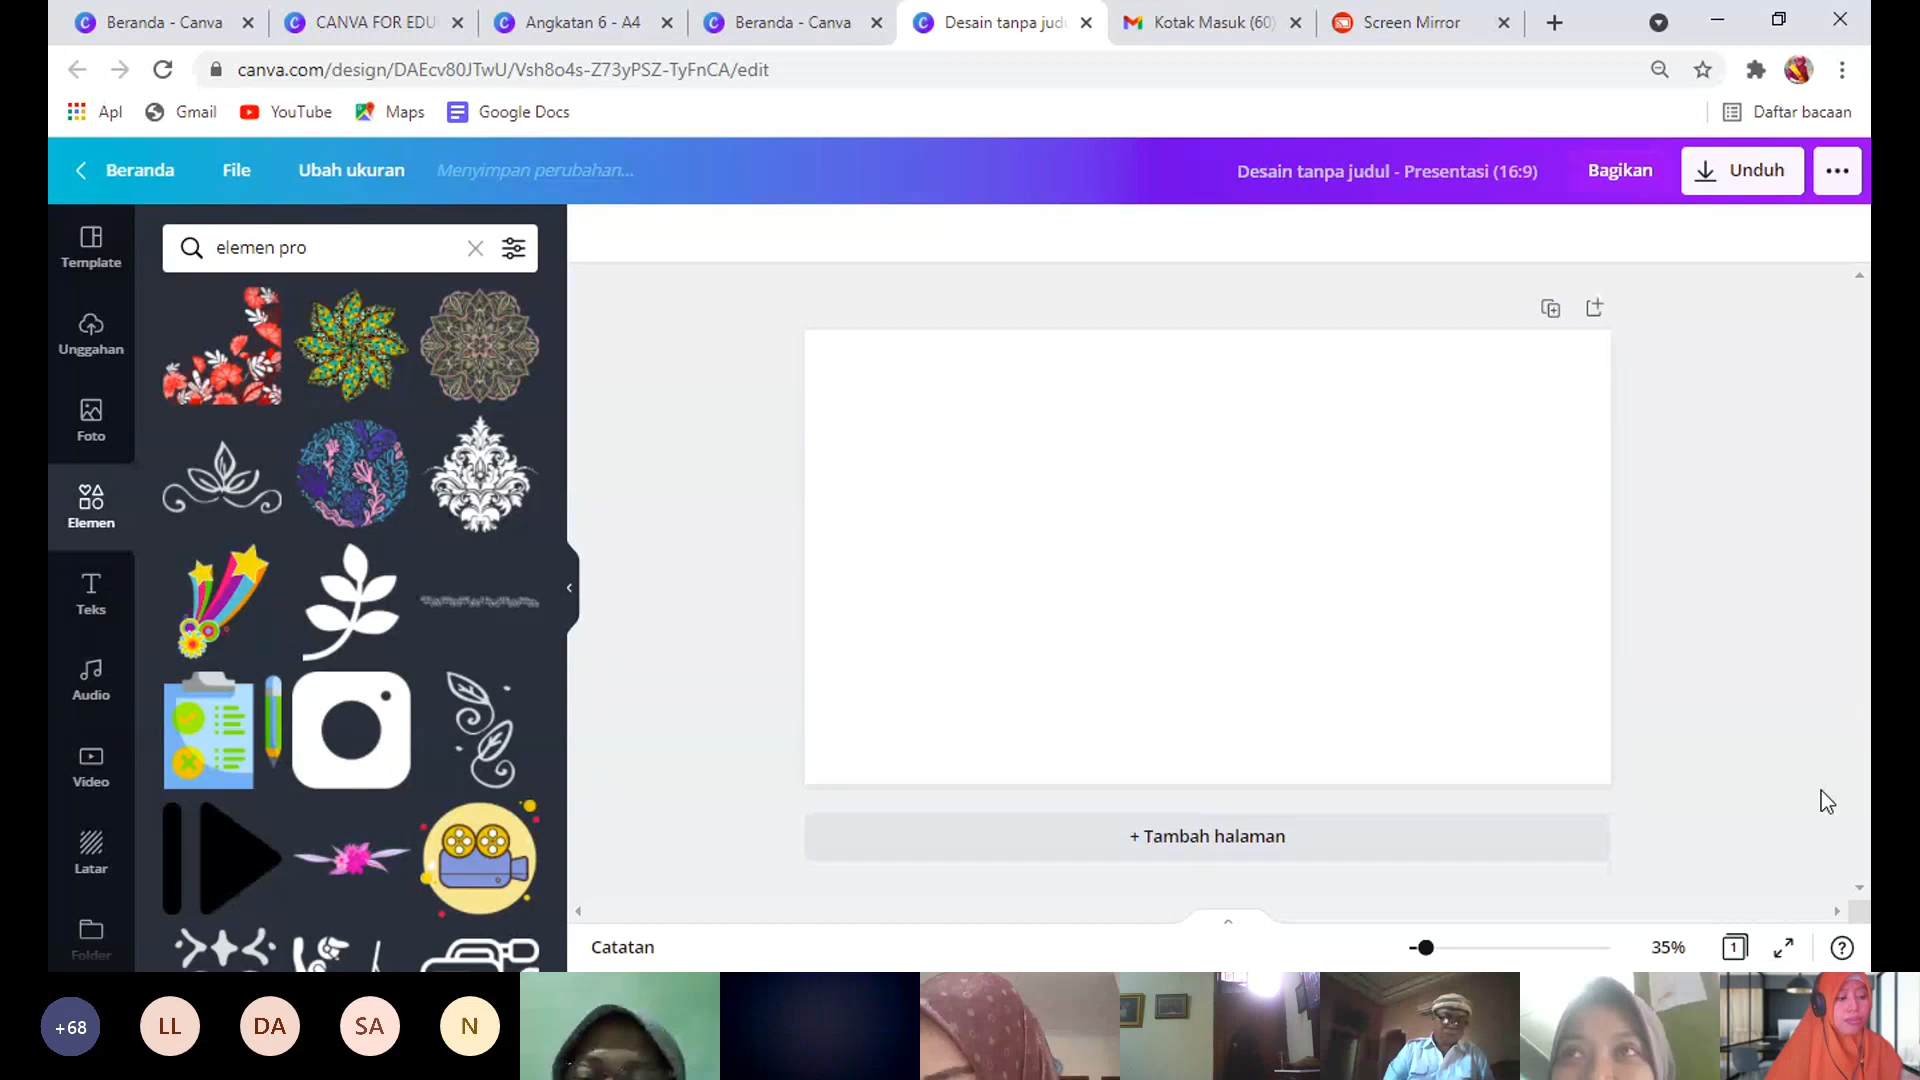 Beranda - Canva
CANVA FOR EDU
Angkatan 6 - A4
Beranda - Canva
Desain tanpa judu
Kotak Masuk (60)
Screen Mirror
canva.com/design/DAEcv80JTwU/Vsh8o4s-Z73yPSZ-TyFnCA/edit
Apl
Gmail
YouTube
Maps
Google Docs
Daftar bacaan
Beranda
File
Ubah ukuran
Menyimpan perubahan...
Desain tanpa judul - Presentasi (16:9)
Bagikan
Unduh
Template
Unggahan
Foto
Elemen
Teks
Audio
Video
Latar
Folder
elemen pro
+ Tambah halaman
Catatan
35%
1
+68
LL
DA
SA
N